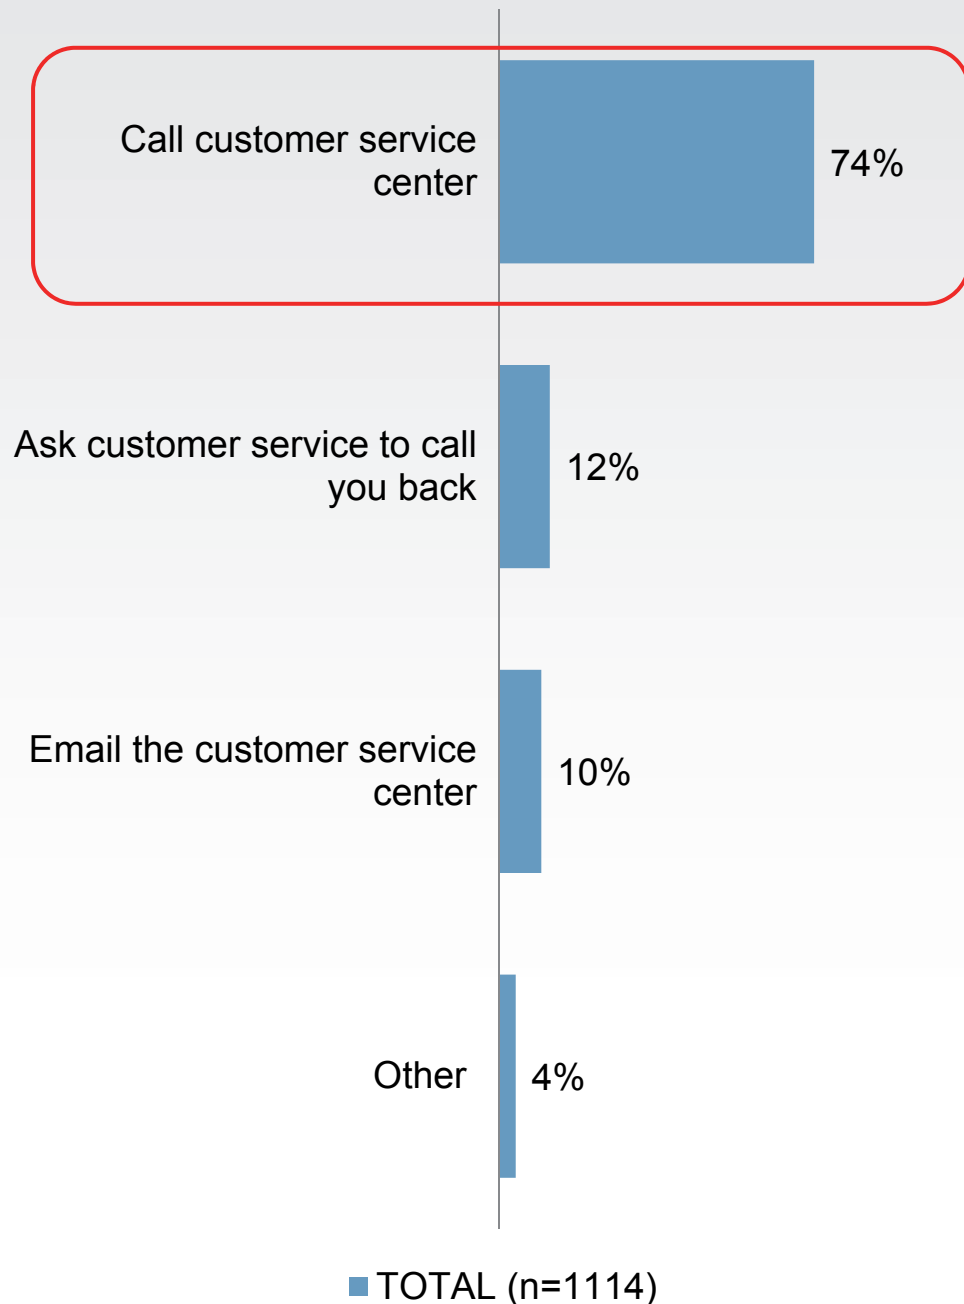 Call customer service
center
74%
Ask customer service to call
you back
12%
Email the customer service
center
10%
Other
4%
TOTAL (n=1114)